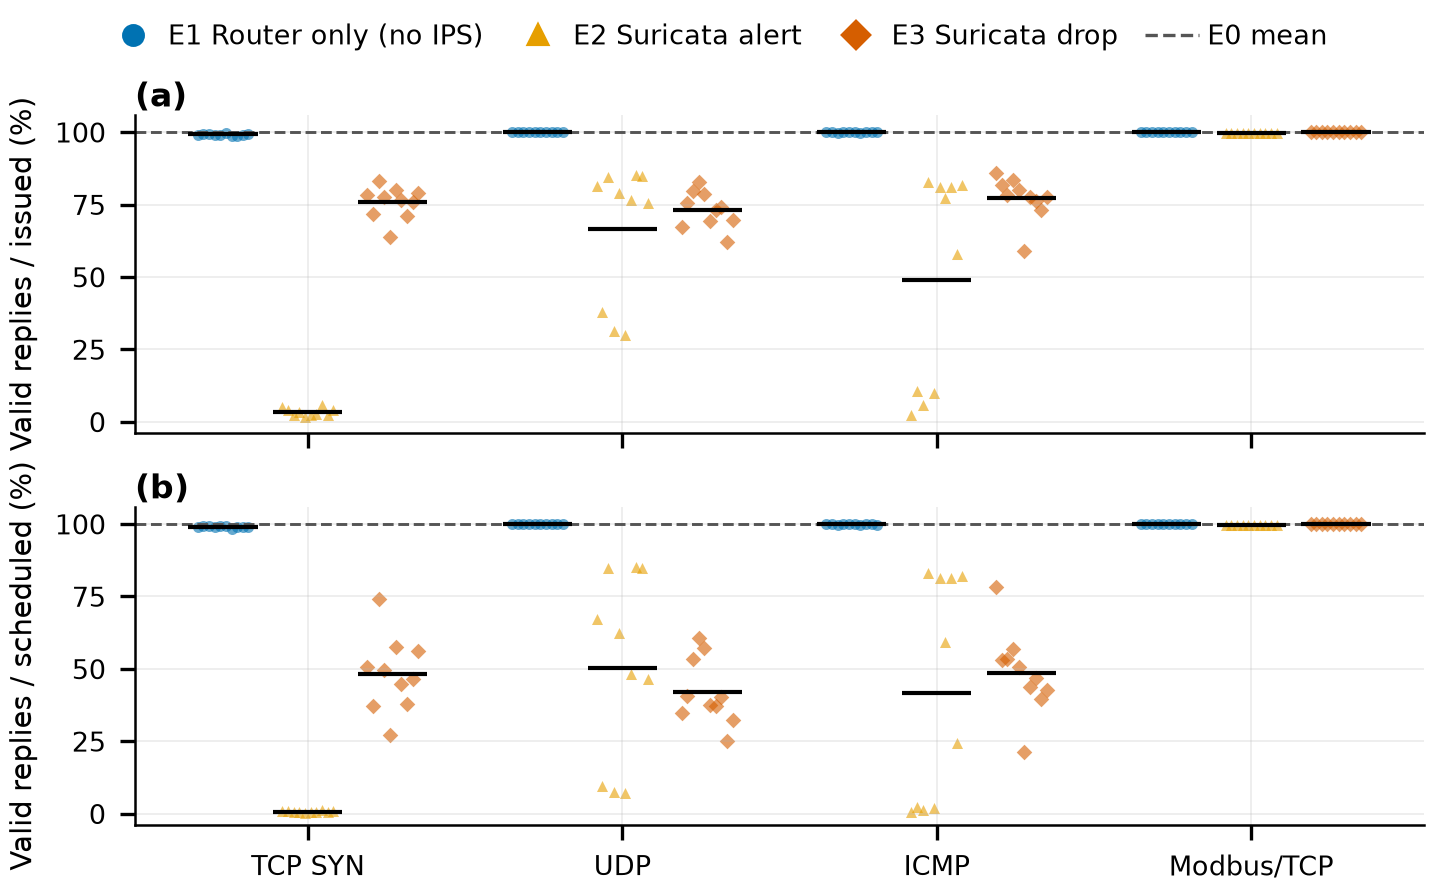 E1 Router only (no IPS) E2 Suricata alert E3 Suricata drop E0 mean
(a)
Valid replies / issued (%)
100
75
50
25
0
(b)
Valid replies / scheduled (%)
100
75
50
25
0
TCP SYN UDP ICMP Modbus/TCP